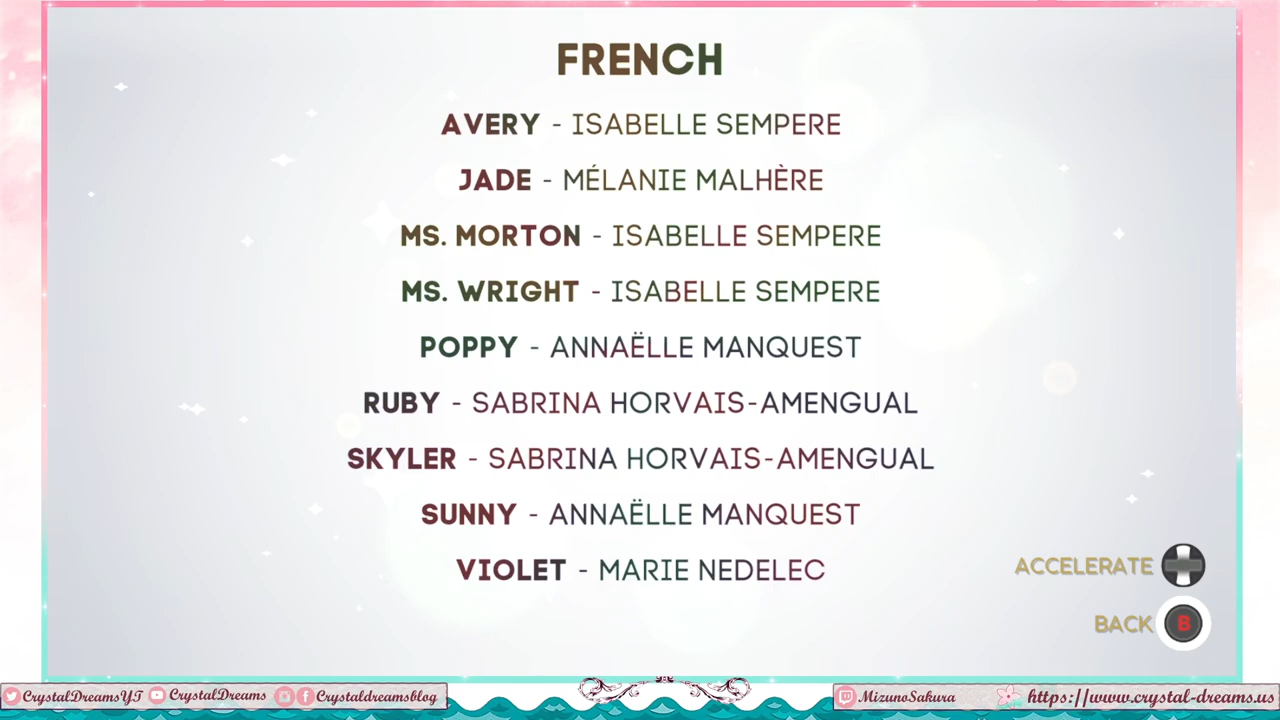 FRENCH
AVERY - ISABELLE SEMPERE
JADE - MÉLANIE MALHÈRE
MS. MORTON - ISABELLE SEMPERE
MS. WRIGHT - ISABELLE SEMPERE
POPPY - ANNAËLLE MANQUEST
RUBY - SABRINA HORVAIS-AMENGUAL
SKYLER - SABRINA HORVAIS-AMENGUAL
SUNNY - ANNAËLLE MANQUEST
VIOLET - MARIE NEDELEC
ACCELERATE
BACK B
CrystalDreamsYT CrystalDreams Crystaldreamsblog MizunoSakura https://www.crystal-dreams.us